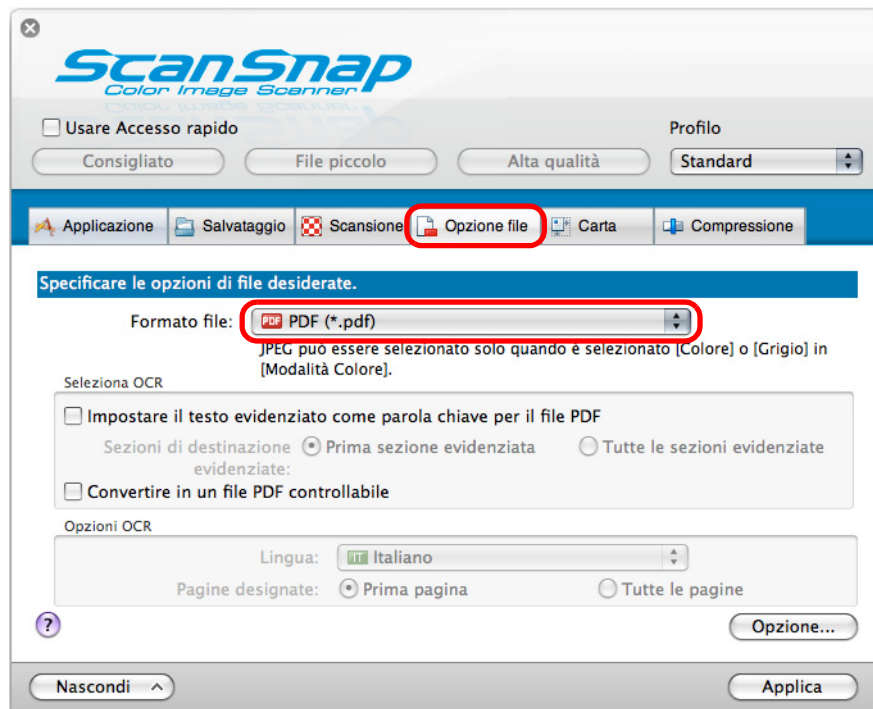 ScanSnap
Color Image Scanner
Usare Accesso rapido
Profilo
Consigliato File piccolo Alta qualità Standard
Applicazione Salvataggio Scansione Opzione file Carta Compressione
Specificare le opzioni di file desiderate.
Formato file: PDF PDF (*.pdf)
JPEG può essere selezionato solo quando è selezionato [Colore] o [Grigio] in
[Modalità Colore].
Seleziona OCR
Impostare il testo evidenziato come parola chiave per il file PDF
Sezioni di destinazione Prima sezione evidenziata Tutte le sezioni evidenziate
evidenziate:
Convertire in un file PDF controllabile
Opzioni OCR
Lingua: IT Italiano
Pagine designate: Prima pagina Tutte le pagine
? Opzione...
Nascondi Applica